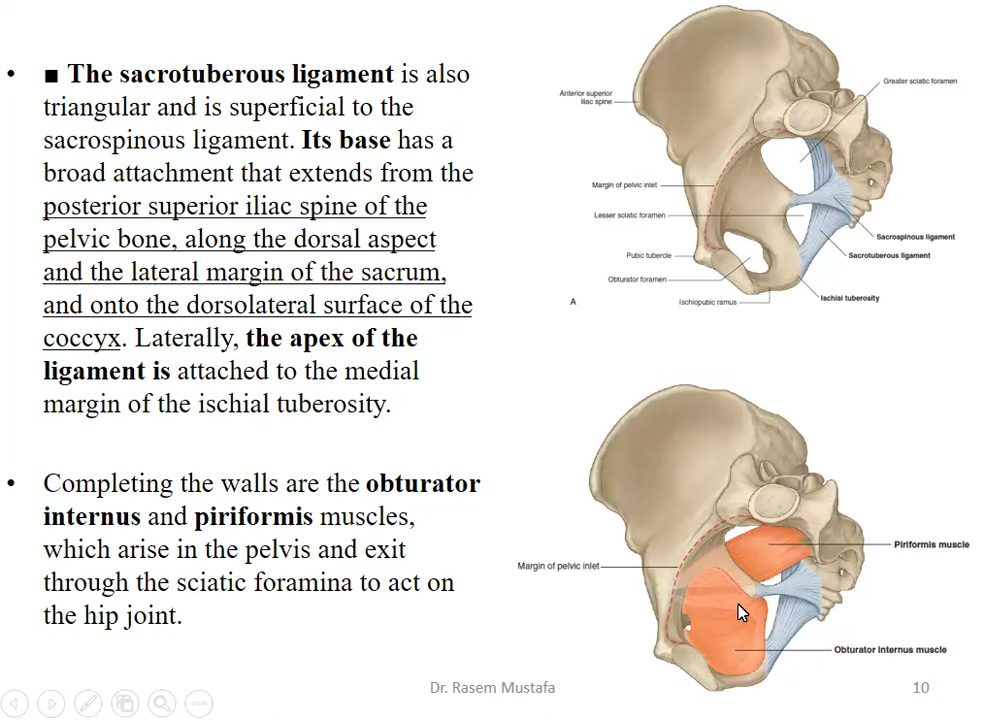 • ■ The sacrotuberous ligament is also
triangular and is superficial to the
sacrospinous ligament. Its base has a
broad attachment that extends from the
posterior superior iliac spine of the
pelvic bone, along the dorsal aspect
and the lateral margin of the sacrum,
and onto the dorsolateral surface of the
coccyx. Laterally, the apex of the
ligament is attached to the medial
margin of the ischial tuberosity.
• Completing the walls are the obturator
internus and piriformis muscles,
which arise in the pelvis and exit
through the sciatic foramina to act on
the hip joint.
Greater sciatic foramen
Anterior superior
iliac spine
Margin of pelvic inlet
Lesser sciatic foramen
Sacrospinous ligament
Pubic tubercle
Sacrotuberous ligament
Obturator foramen
Ischial tuberosity
A
Ischiopubic ramus
Piriformis muscle
Margin of pelvic inlet
Obturator internus muscle
Dr. Rasem Mustafa
10